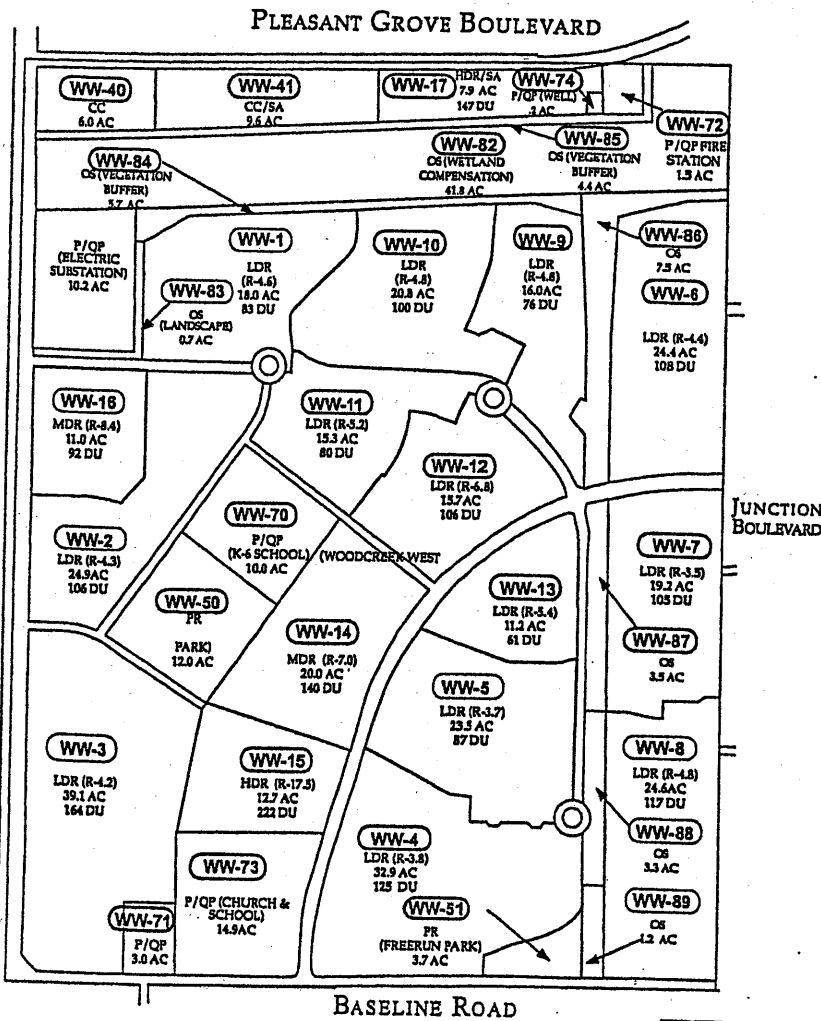 PLEASANT GROVE BOULEVARD
WW-40
CC
6.0 AC
WW-41
CC/SA
9.6 AC
WW-17
HDR/SA
7.9 AC
147 DU
WW-74
P/QP (WELL)
.2 AC
WW-72
P/QP FIRE
STATION
1.5 AC
WW-84
OS (VEGETATION
BUFFER)
5.7 AC
WW-82
OS (WETLAND
COMPENSATION)
41.8 AC
WW-85
OS (VEGETATION
BUFFER)
4.4 AC
P/QP
(ELECTRIC
SUBSTATION)
10.2 AC
WW-83
OS
(LANDSCAPE)
0.7 AC
WW-1
LDR
(R-4.6)
18.0 AC
83 DU
WW-10
LDR
(R-4.8)
20.8 AC
100 DU
WW-9
LDR
(R-4.8)
16.0AC
76 DU
WW-86
OS
7.5 AC
WW-6
LDR (R-4.4)
24.4 AC
108 DU
WW-16
MDR (R-8.4)
11.0 AC
92 DU
WW-11
LDR (R-5.2)
15.3 AC
80 DU
WW-12
LDR (R-6.8)
15.7AC
106 DU
WW-2
LDR (R-4.3)
24.9AC
106 DU
WW-70
P/QP
(K-6 SCHOOL)
10.0 AC
(WOODCREEK WEST
JUNCTION
BOULEVARD
WW-7
LDR (R-5.5)
19.2 AC
105 DU
WW-50
PR
PARK)
12.0 AC
WW-14
MDR (R-7.0)
20.0 AC
140 DU
WW-13
LDR (R-5.4)
11.2 AC
61 DU
WW-87
OS
3.5 AC
WW-5
LDR (R-3.7)
23.5 AC
87 DU
WW-3
LDR (R-4.2)
39.1 AC
164 DU
WW-15
HDR (R-17.5)
12.7 AC
222 DU
WW-8
LDR (R-4.8)
24.6AC
117 DU
WW-4
LDR (R-3.8)
32.9 AC
125 DU
WW-88
OS
3.3 AC
WW-73
P/QP (CHURCH &
SCHOOL)
14.9AC
WW-71
P/QP
3.0 AC
WW-51
PR
(FREERUN PARK)
3.7 AC
WW-89
OS
1.2 AC
BASELINE ROAD